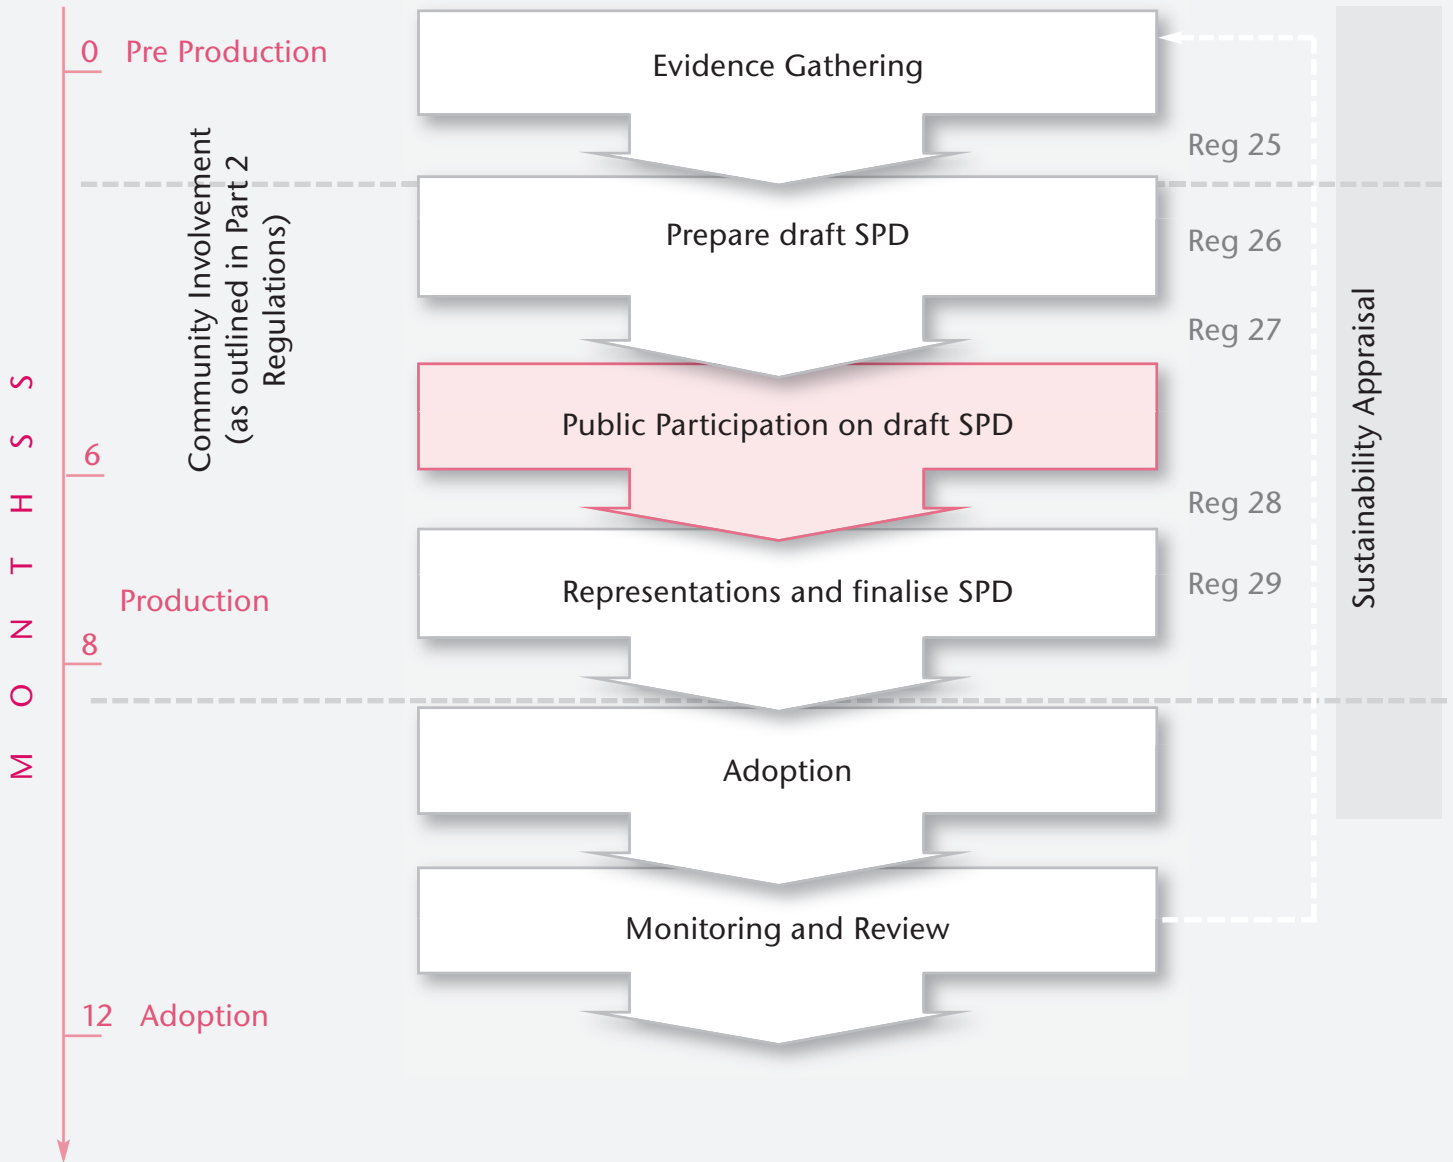 0 Pre Production
Evidence Gathering
Reg 25
Community Involvement
(as outlined in Part 2
Regulations)
Prepare draft SPD
Reg 26
Reg 27
Sustainability Appraisal
MONTHSS
Public Participation on draft SPD
6
Reg 28
Representations and finalise SPD
Reg 29
Production
8
Adoption
Monitoring and Review
12 Adoption